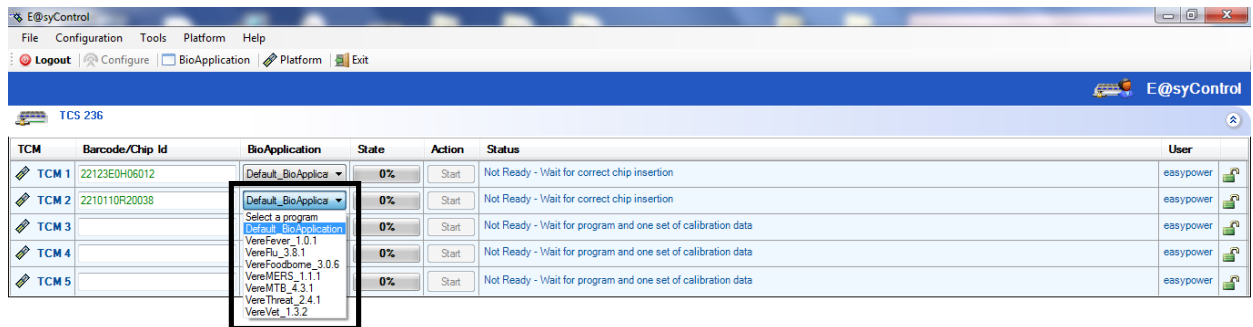 E@syControl
File Configuration Tools Platform Help
Logout Configure BioApplication Platform Exit
E@syControl
TCS 236
TCM Barcode/Chip Id BioApplication State Action Status User
TCM 1 22123E0H06012 Default_BioApplica 0% Start Not Ready - Wait for correct chip insertion easypower
TCM 2 2210110R20038 Default_BioApplica 0% Start Not Ready - Wait for correct chip insertion easypower
Select a program
TCM 3 Default_BioApplication 0% Start Not Ready - Wait for program and one set of calibration data easypower
VereFever_1.0.1
TCM 4 VereFlu_3.8.1 0% Start Not Ready - Wait for program and one set of calibration data easypower
VereFoodborne_3.0.6
VereMERS_1.1.1
TCM 5 VereMTB_4.3.1 0% Start Not Ready - Wait for program and one set of calibration data easypower
VereThreat_2.4.1
VereVet_1.3.2